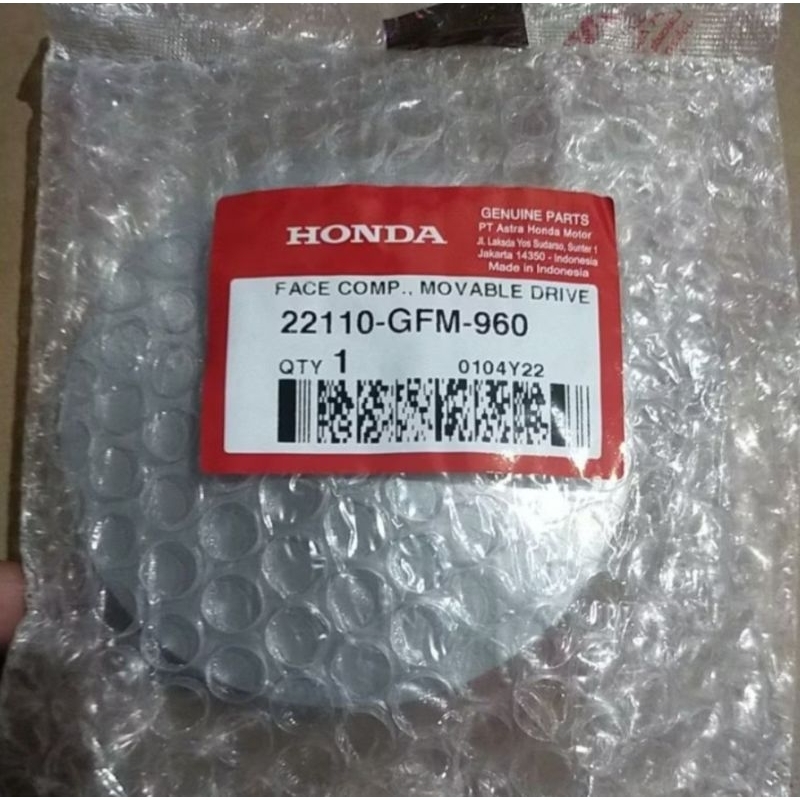 HONDA
GENUINE PARTS
PT Astra Honda Motor
Jl. Laksda Yos Sudarso, Sunter 1
Jakarta 14350 - Indonesia
Made in Indonesia
FACE COMP., MOVABLE DRIVE
22110-GFM-960
QTY 1 0104Y22